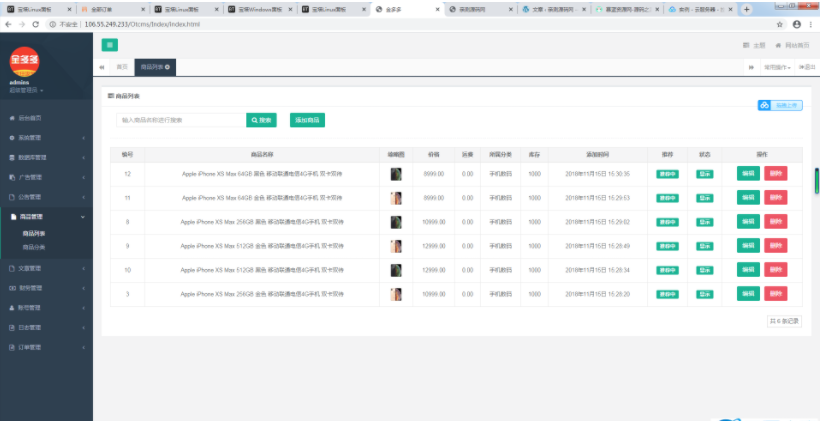 宝塔Linux面板
全部订单
宝塔Linux面板
宝塔Windows面板
宝塔Linux面板
金多多
亲测源码网
文章 ‹ 亲测源码网 -
不安全 | 106.55.249.233/Otcms/Index/Index.html
金多多
主题 网站首页
首页 商品列表
常用操作 退出
admins
超级管理员
后台首页
系统管理
数据库管理
广告管理
公告管理
商品管理
商品列表
商品分类
文章管理
财务管理
账号管理
日志管理
订单管理
商品列表
输入商品名称进行搜索 搜索 添加商品
编号 商品名称 缩略图 价格 运费 所属分类 库存 添加时间 推荐 状态 操作
12 Apple iPhone XS Max 64GB 黑色 移动联通电信4G手机 双卡双待 8999.00 0.00 手机数码 1000 2018年11月15日 15:30:35 推荐中 显示 编辑 删除
11 Apple iPhone XS Max 64GB 金色 移动联通电信4G手机 双卡双待 8999.00 0.00 手机数码 1000 2018年11月15日 15:29:53 推荐中 显示 编辑 删除
8 Apple iPhone XS Max 256GB 黑色 移动联通电信4G手机 双卡双待 10999.00 0.00 手机数码 1000 2018年11月15日 15:29:02 推荐中 显示 编辑 删除
9 Apple iPhone XS Max 512GB 金色 移动联通电信4G手机 双卡双待 12999.00 0.00 手机数码 1000 2018年11月15日 15:28:49 推荐中 显示 编辑 删除
10 Apple iPhone XS Max 512GB 黑色 移动联通电信4G手机 双卡双待 12999.00 0.00 手机数码 1000 2018年11月15日 15:28:34 推荐中 显示 编辑 删除
3 Apple iPhone XS Max 256GB 金色 移动联通电信4G手机 双卡双待 10999.00 0.00 手机数码 1000 2018年11月15日 15:28:20 推荐中 显示 编辑 删除
共 6 条记录